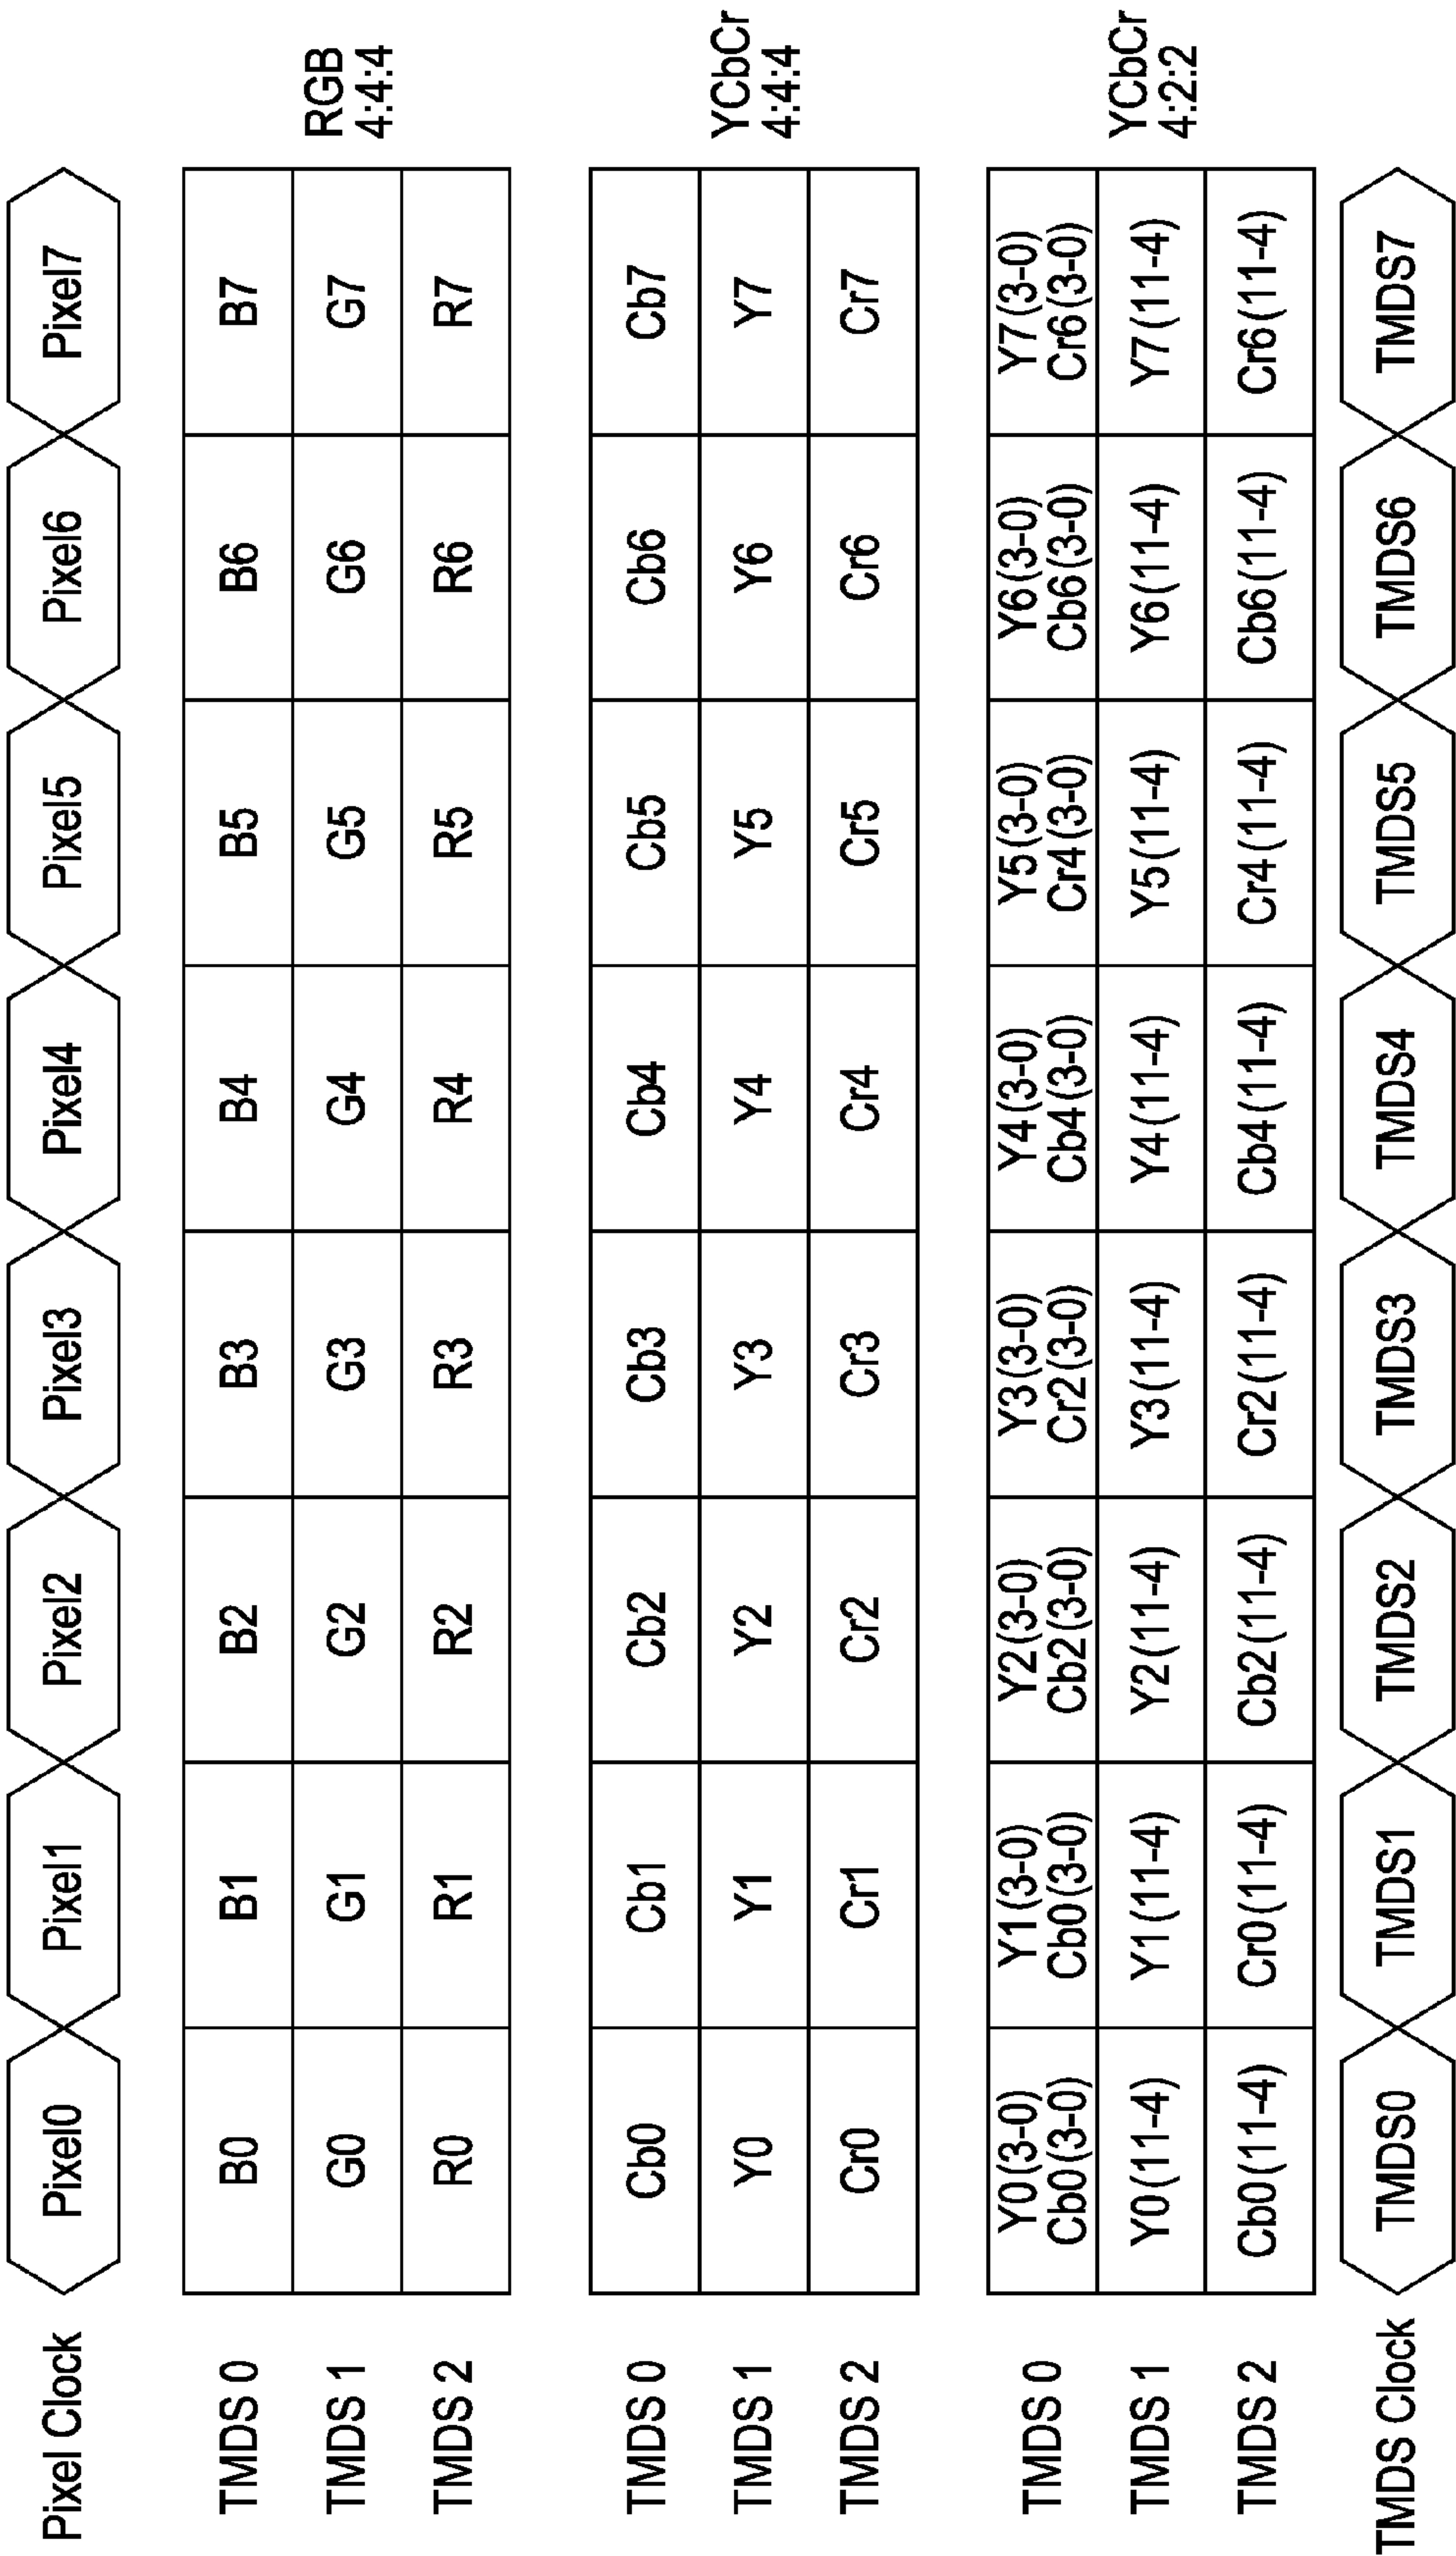 Pixel Clock Pixel0 Pixel1 Pixel2 Pixel3 Pixel4 Pixel5 Pixel6 Pixel7
TMDS 0 B0 B1 B2 B3 B4 B5 B6 B7
TMDS 1 G0 G1 G2 G3 G4 G5 G6 G7
TMDS 2 R0 R1 R2 R3 R4 R5 R6 R7
RGB
4:4:4
TMDS 0 Cb0 Cb1 Cb2 Cb3 Cb4 Cb5 Cb6 Cb7
TMDS 1 Y0 Y1 Y2 Y3 Y4 Y5 Y6 Y7
TMDS 2 Cr0 Cr1 Cr2 Cr3 Cr4 Cr5 Cr6 Cr7
YCbCr
4:4:4
TMDS 0
Y0(3-0) Y1(3-0) Y2(3-0) Y3(3-0) Y4(3-0) Y5(3-0) Y6(3-0) Y7(3-0)
Cb0(3-0) Cb0(3-0) Cb2(3-0) Cr2(3-0) Cb4(3-0) Cr4(3-0) Cb6(3-0) Cr6(3-0)
TMDS 1 Y0(11-4) Y1(11-4) Y2(11-4) Y3(11-4) Y4(11-4) Y5(11-4) Y6(11-4) Y7(11-4)
TMDS 2 Cb0(11-4) Cr0(11-4) Cb2(11-4) Cr2(11-4) Cb4(11-4) Cr4(11-4) Cb6(11-4) Cr6(11-4)
YCbCr
4:2:2
TMDS Clock TMDS0 TMDS1 TMDS2 TMDS3 TMDS4 TMDS5 TMDS6 TMDS7